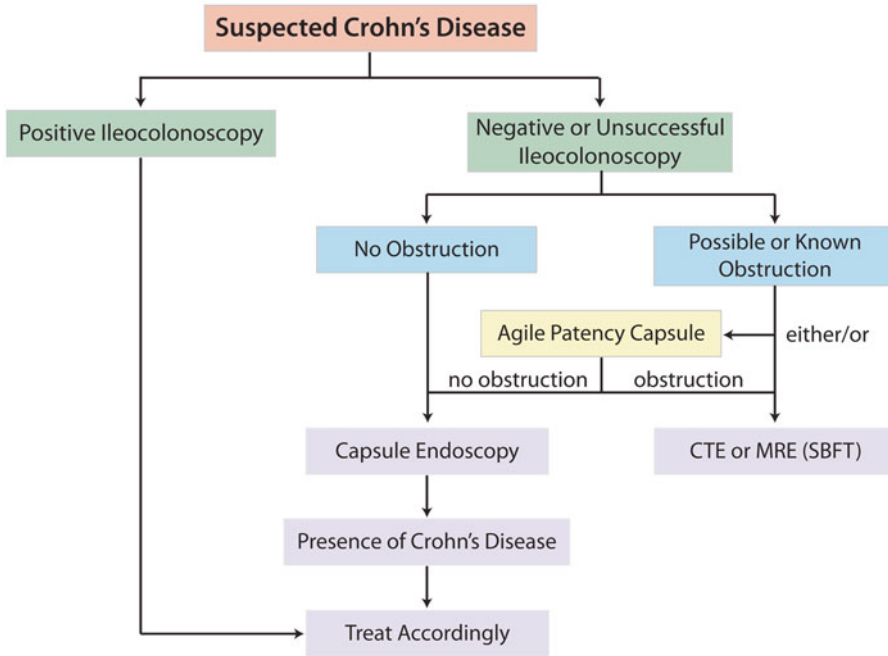 Suspected Crohn's Disease
Positive Ileocolonoscopy
Negative or Unsuccessful
Ileocolonoscopy
No Obstruction
Possible or Known
Obstruction
Agile Patency Capsule
either/or
no obstruction
obstruction
Capsule Endoscopy
CTE or MRE (SBFT)
Presence of Crohn's Disease
Treat Accordingly